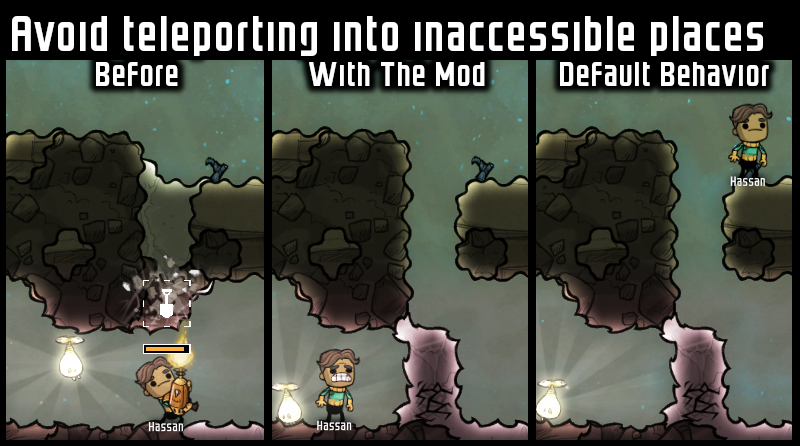 Avoid teleporting into inaccessible places
Before
With The Mod
Default Behavior
Hassan
Hassan
Hassan